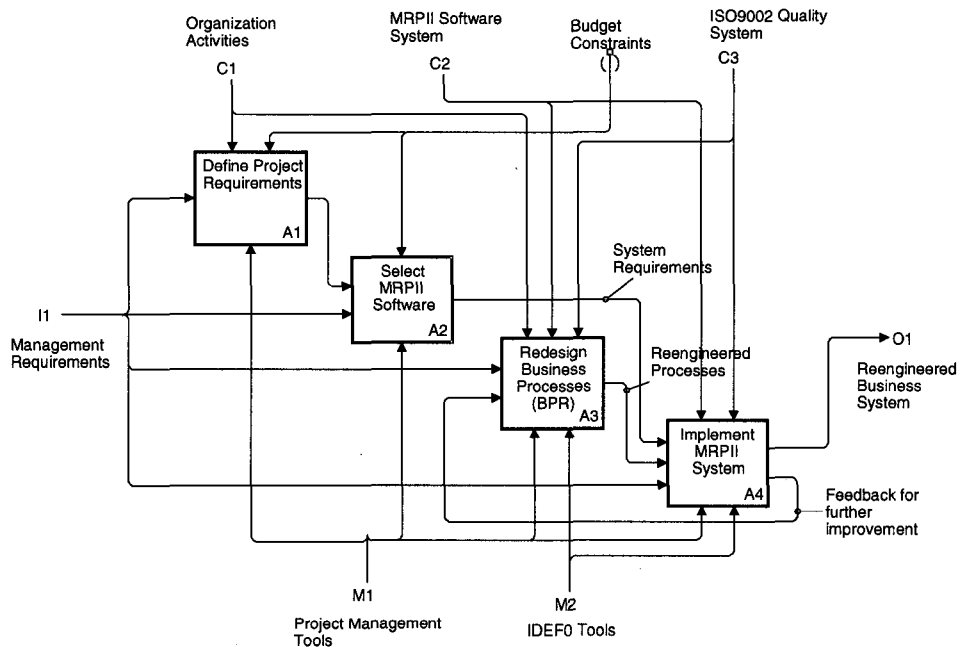 Organization
Activities
C1
MRPII Software
System
C2
Budget
Constraints
ISO9002 Quality
System
C3
Define Project
Requirements
A1
Select
MRPII
Software
A2
System
Requirements
I1
Management
Requirements
Redesign
Business
Processes
(BPR)
A3
Reengineered
Processes
O1
Reengineered
Business
System
Implement
MRPII
System
A4
Feedback for
further
improvement
M1
Project Management
Tools
M2
IDEF0 Tools